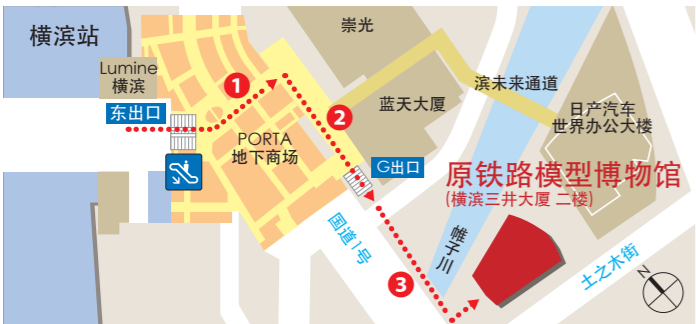 横滨站
崇光
Lumine
横滨
东出口
1
2
蓝天大厦
滨未来通道
日产汽车
世界办公大楼
PORTA
地下商场
G出口
原铁路模型博物馆
(横滨三井大厦 二楼)
国道1号
帷子川
3
土之木街
N